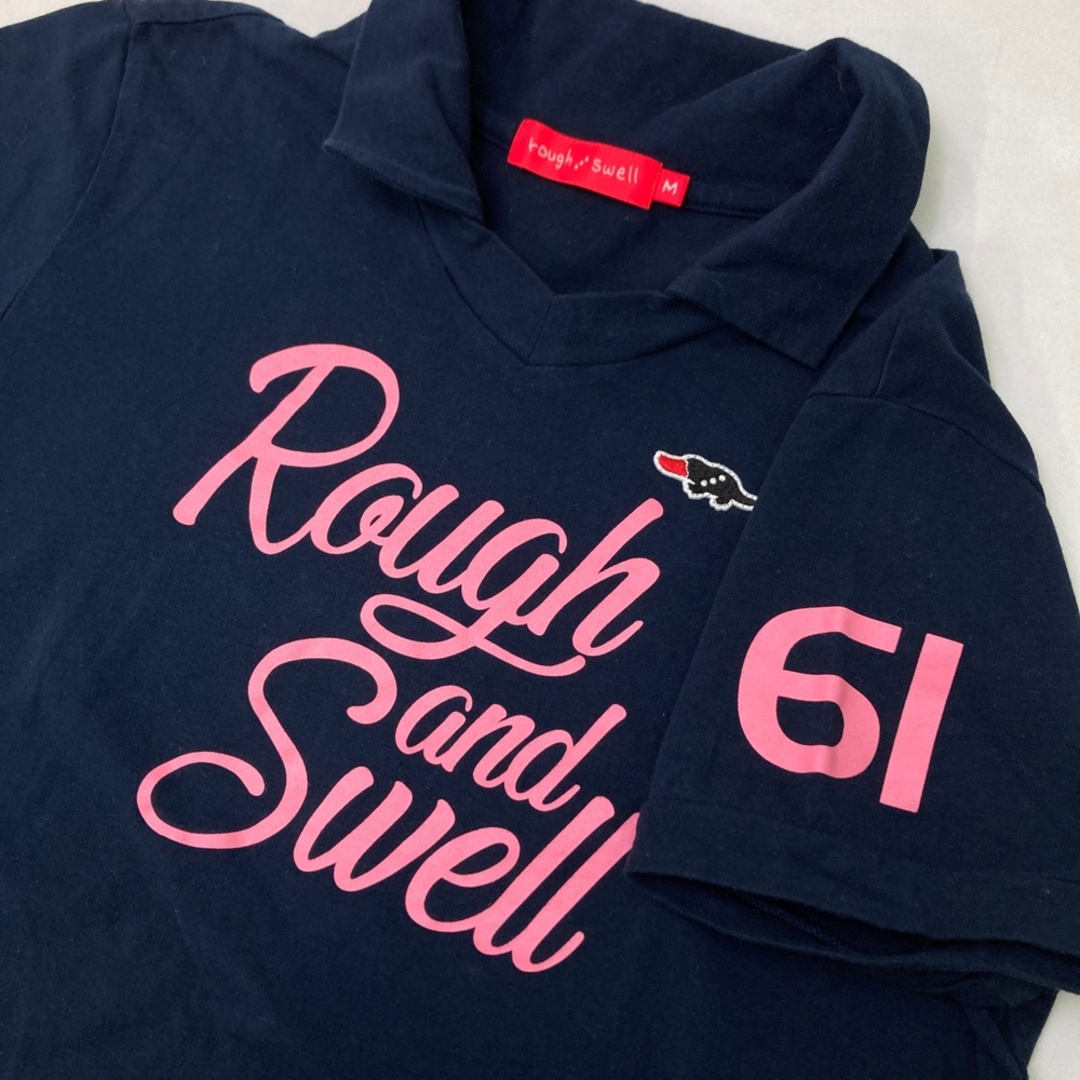 rough swell
M
Rough
and
Swell
61